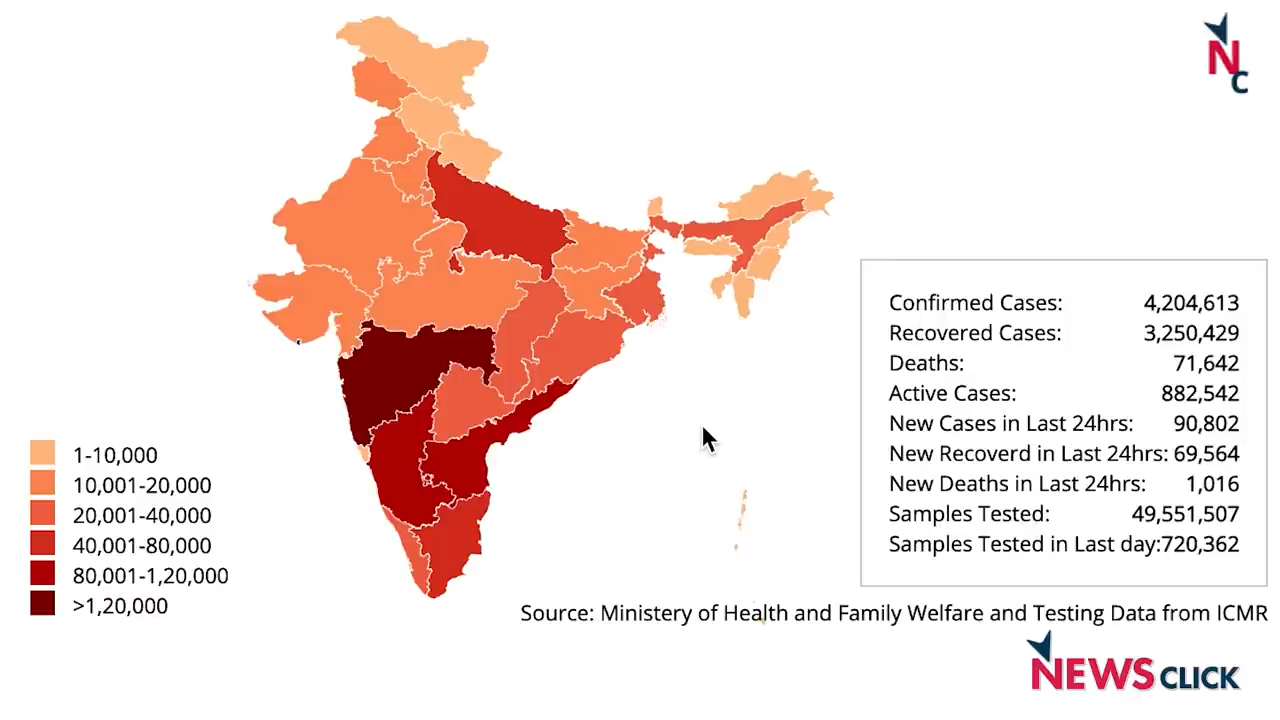 NC
Confirmed Cases: 4,204,613
Recovered Cases: 3,250,429
Deaths: 71,642
Active Cases: 882,542
New Cases in Last 24hrs: 90,802
New Recoverd in Last 24hrs: 69,564
New Deaths in Last 24hrs: 1,016
Samples Tested: 49,551,507
Samples Tested in Last day:720,362
1-10,000
10,001-20,000
20,001-40,000
40,001-80,000
80,001-1,20,000
>1,20,000
Source: Ministry of Health and Family Welfare and Testing Data from ICMR
NEWSCLICK